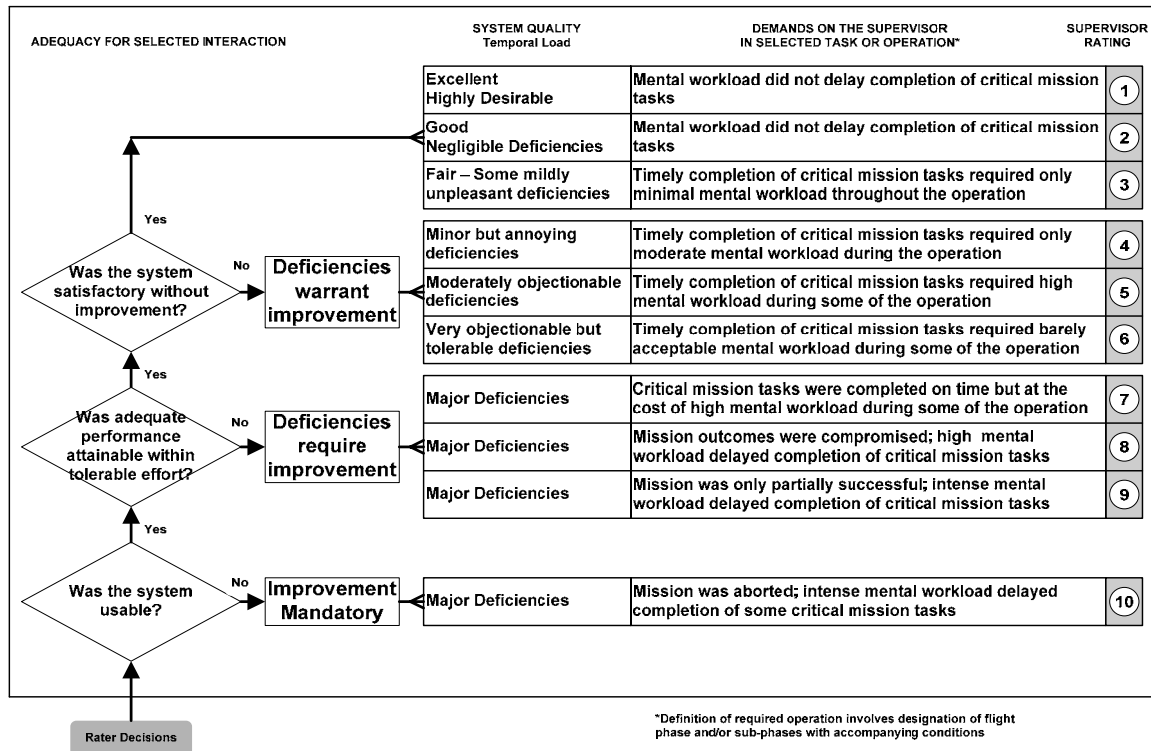 ADEQUACY FOR SELECTED INTERACTION
SYSTEM QUALITY
Temporal Load
DEMANDS ON THE SUPERVISOR
IN SELECTED TASK OR OPERATION*
SUPERVISOR
RATING
Excellent
Highly Desirable
Mental workload did not delay completion of critical mission
tasks
1
Good
Negligible Deficiencies
Mental workload did not delay completion of critical mission
tasks
2
Fair – Some mildly
unpleasant deficiencies
Timely completion of critical mission tasks required only
minimal mental workload throughout the operation
3
Yes
Was the system
satisfactory without
improvement?
No
Deficiencies
warrant
improvement
Minor but annoying
deficiencies
Timely completion of critical mission tasks required only
moderate mental workload during the operation
4
Moderately objectionable
deficiencies
Timely completion of critical mission tasks required high
mental workload during some of the operation
5
Very objectionable but
tolerable deficiencies
Timely completion of critical mission tasks required barely
acceptable mental workload during some of the operation
6
Yes
Was adequate
performance
attainable within
tolerable effort?
No
Deficiencies
require
improvement
Major Deficiencies
Critical mission tasks were completed on time but at the
cost of high mental workload during some of the operation
7
Major Deficiencies
Mission outcomes were compromised; high mental
workload delayed completion of critical mission tasks
8
Major Deficiencies
Mission was only partially successful; intense mental
workload delayed completion of critical mission tasks
9
Yes
Was the system
usable?
No
Improvement
Mandatory
Major Deficiencies
Mission was aborted; intense mental workload delayed
completion of some critical mission tasks
10
Rater Decisions
*Definition of required operation involves designation of flight
phase and/or sub-phases with accompanying conditions